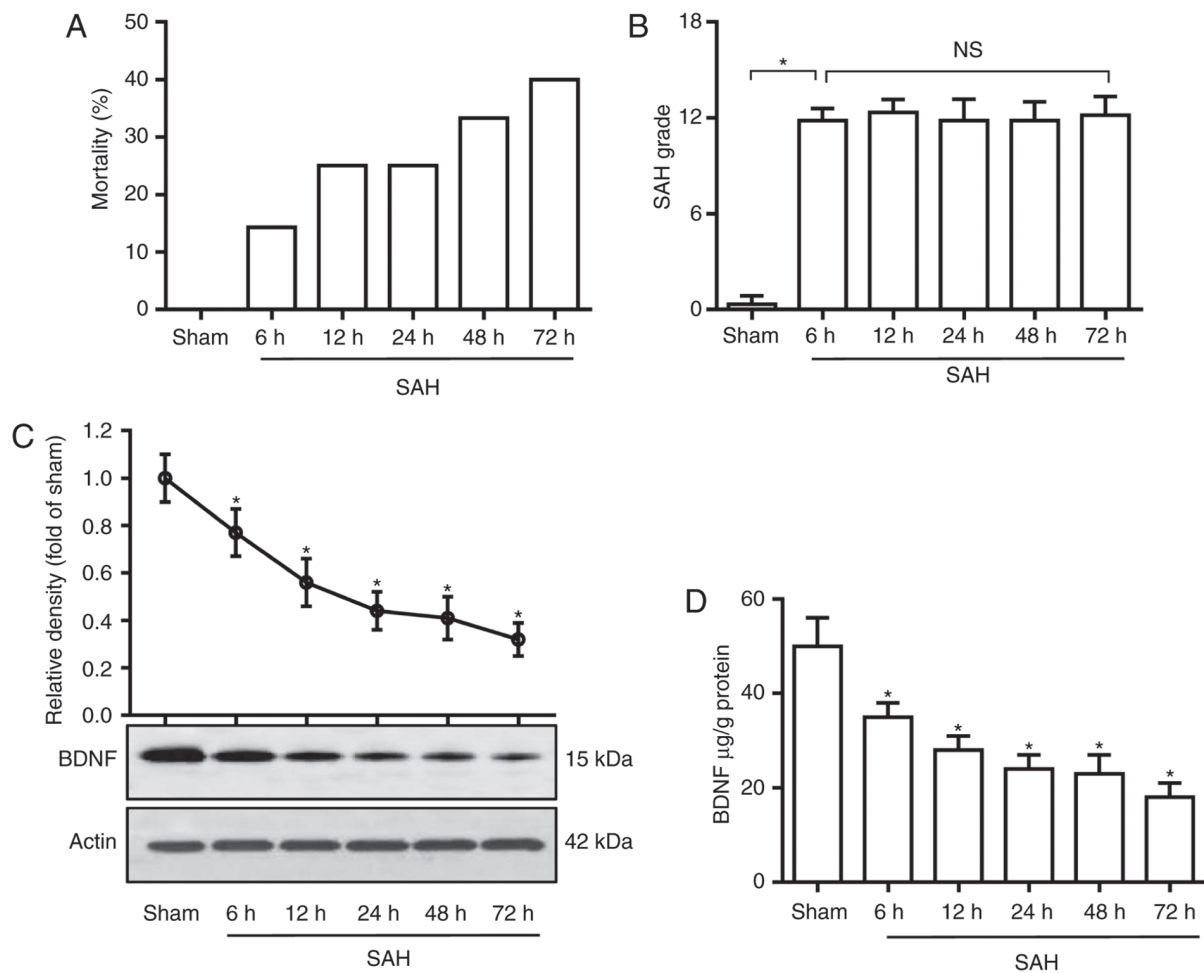 A
Mortality (%)
50
40
30
20
10
0
Sham 6 h 12 h 24 h 48 h 72 h
SAH
B
SAH grade
18
12
6
0
*
NS
Sham 6 h 12 h 24 h 48 h 72 h
SAH
C
Relative density (fold of sham)
1.2
1.0
0.8
0.6
0.4
0.2
0.0
* * * * *
BDNF 15 kDa
Actin 42 kDa
Sham 6 h 12 h 24 h 48 h 72 h
SAH
D
BDNF µg/g protein
60
40
20
0
* * * * *
Sham 6 h 12 h 24 h 48 h 72 h
SAH